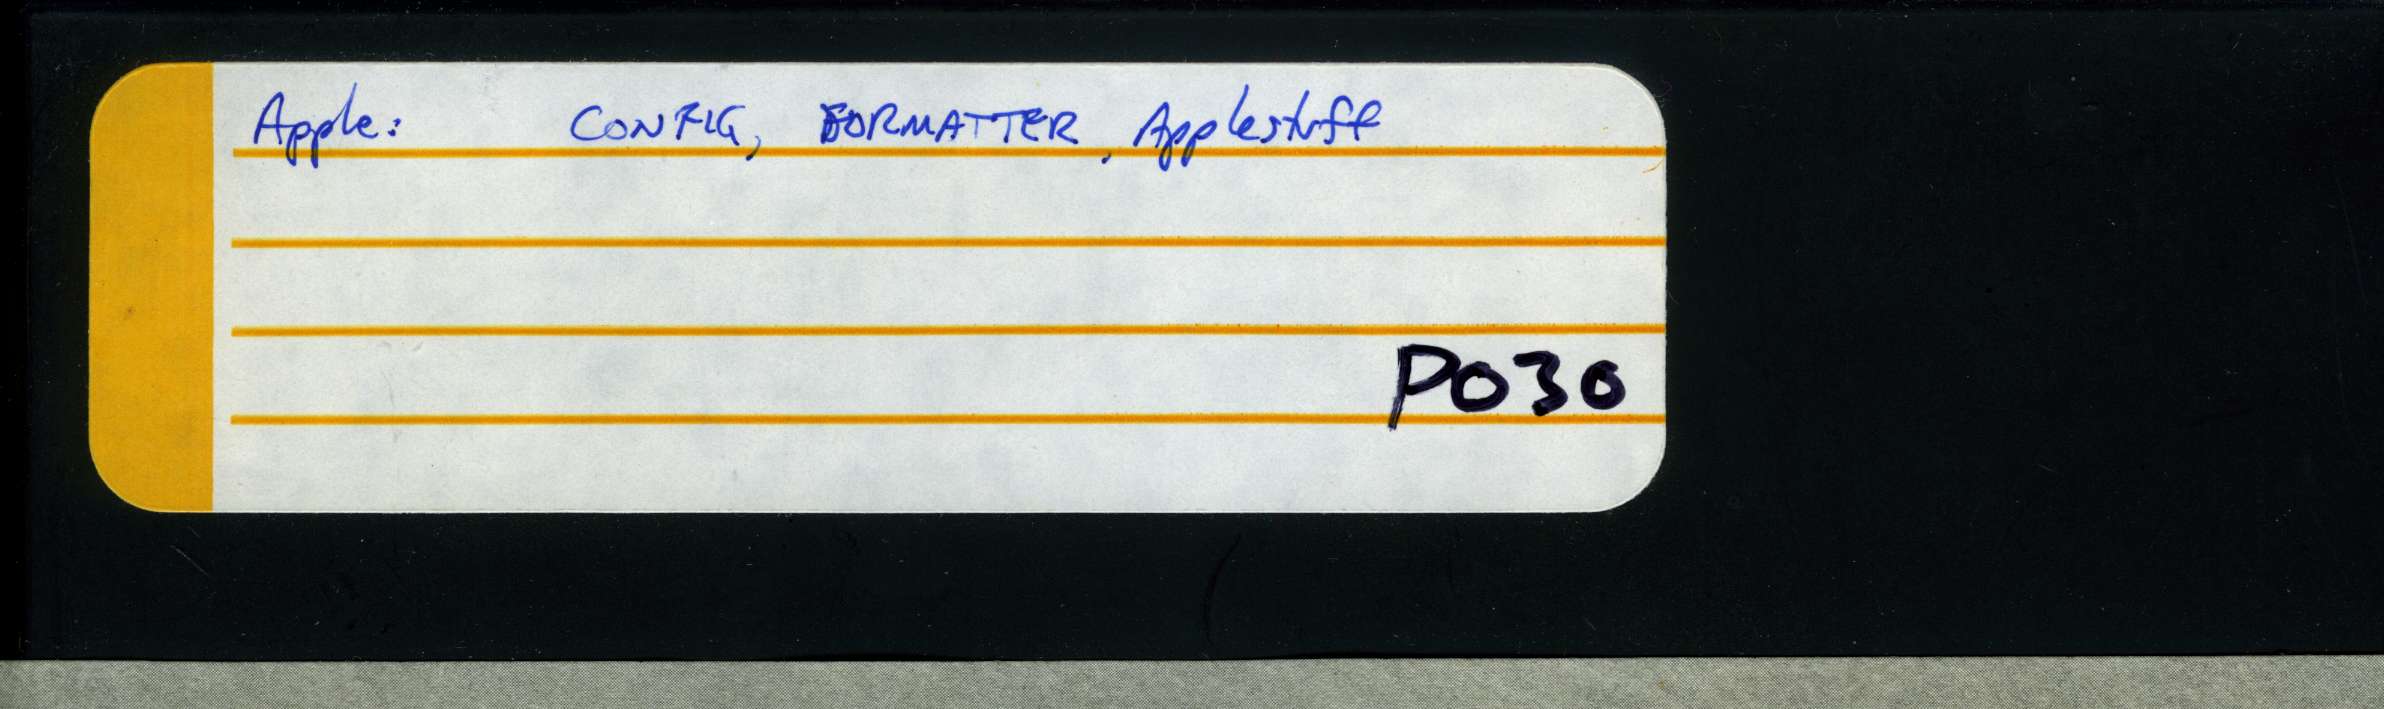 Apple: CONFIG, FORMATTER, Applestuff
P030